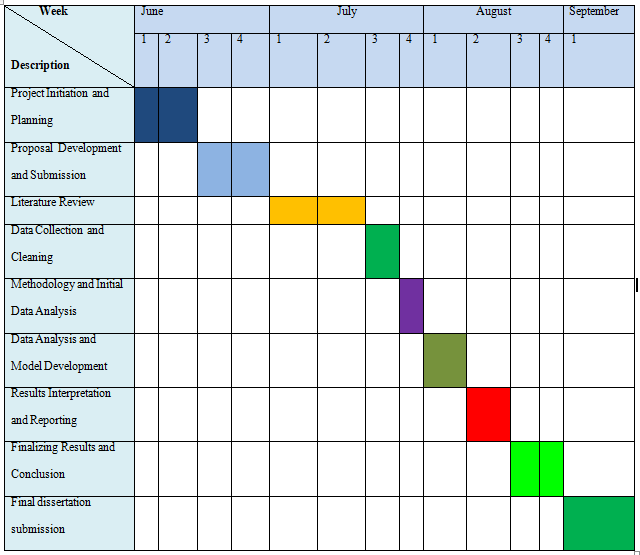 Week
June
July
August
September
1 2 3 4 1 2 3 4 1 2 3 4 1
Description
Project Initiation and
Planning
Proposal Development
and Submission
Literature Review
Data Collection and
Cleaning
Methodology and Initial
Data Analysis
Data Analysis and
Model Development
Results Interpretation
and Reporting
Finalizing Results and
Conclusion
Final dissertation
submission